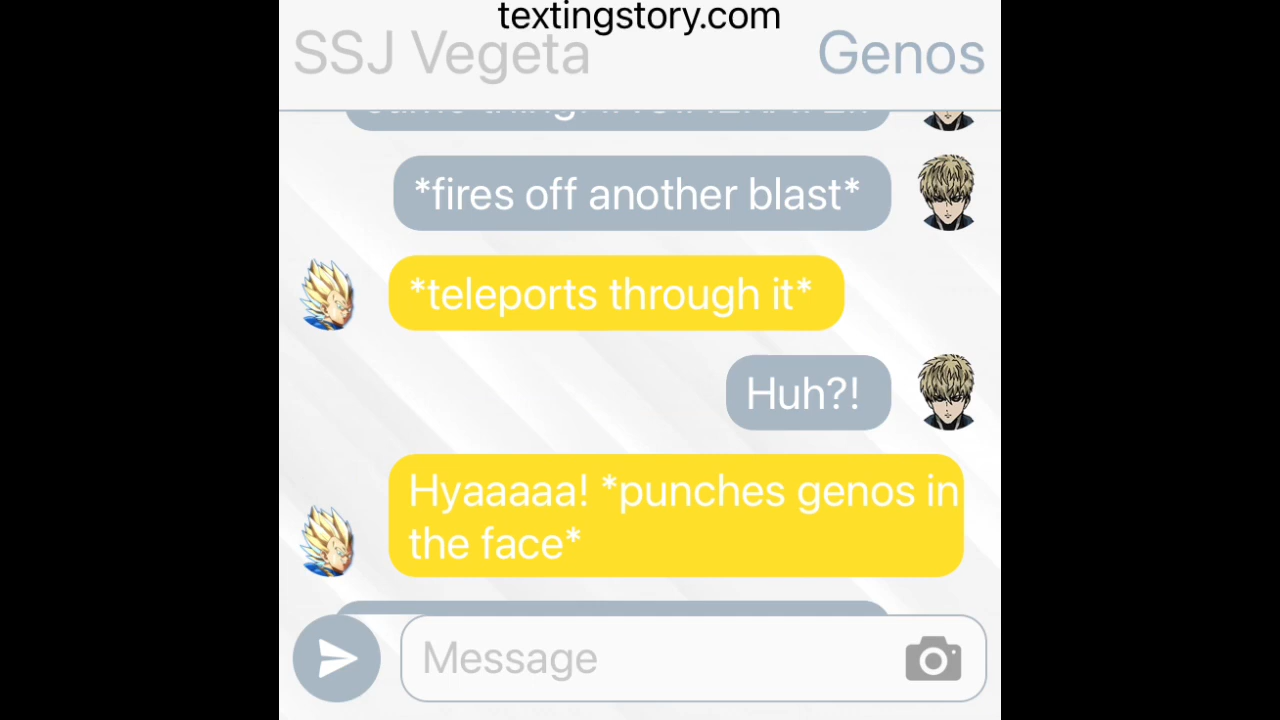 textingstory.com
SSJ Vegeta
Genos
*fires off another blast*
*teleports through it*
Huh?!
Hyaaaaa! *punches genos in
the face*
Message